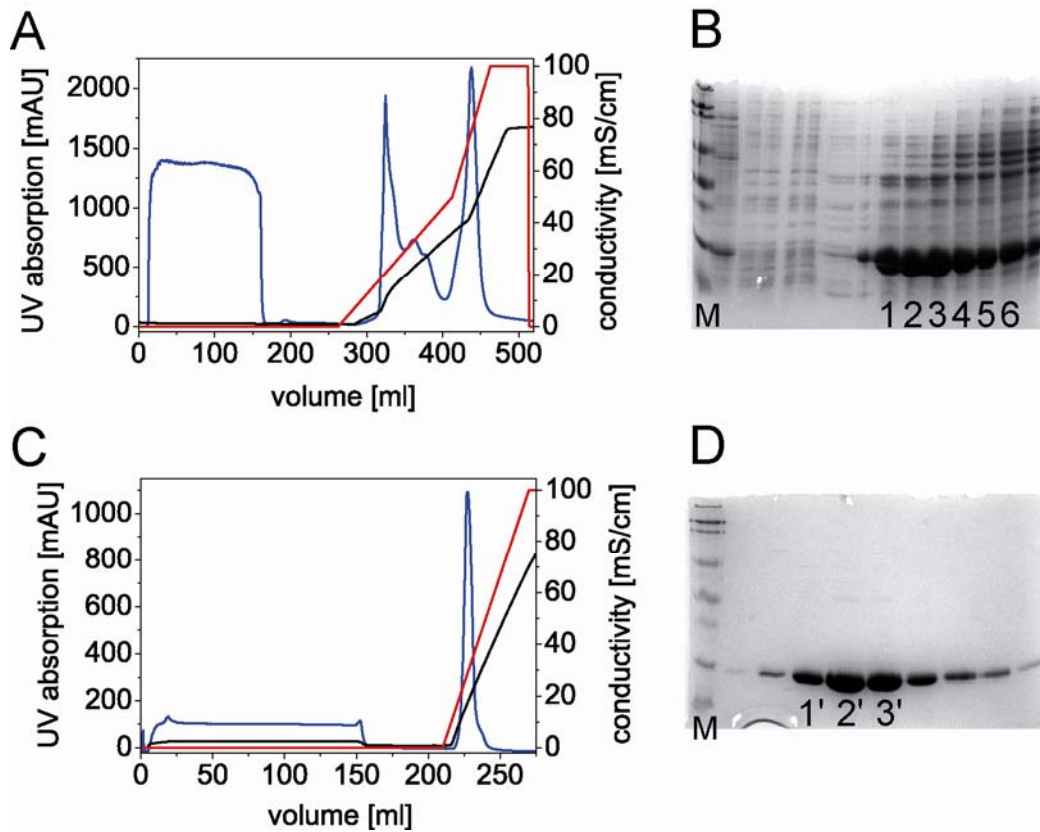 A
UV absorption [mAU]
2000
1500
1000
500
0
100
80
60
40
20
0
conductivity [mS/cm]
0 100 200 300 400 500
volume [ml]
B
M 1 2 3 4 5 6
C
UV absorption [mAU]
1000
800
600
400
200
0
100
80
60
40
20
0
conductivity [mS/cm]
0 50 100 150 200 250
volume [ml]
D
M 1' 2' 3'